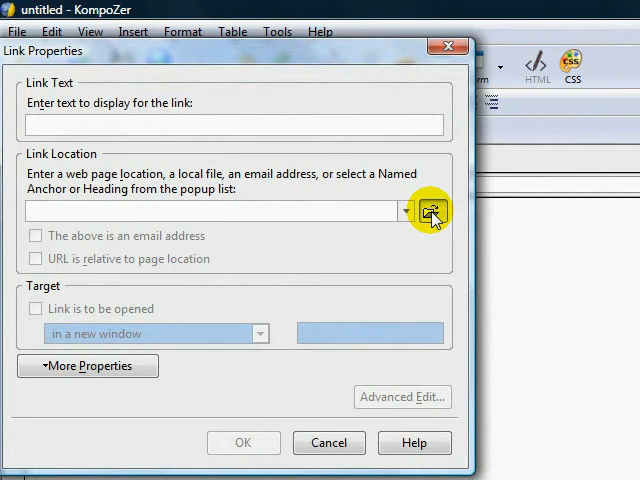 untitled - KompoZer
File Edit View Insert Format Table Tools Help
Link Properties
HTML
CSS
Link Text
Enter text to display for the link:
Link Location
Enter a web page location, a local file, an email address, or select a Named
Anchor or Heading from the popup list:
The above is an email address
URL is relative to page location
Target
Link is to be opened
in a new window
More Properties
Advanced Edit...
OK
Cancel
Help